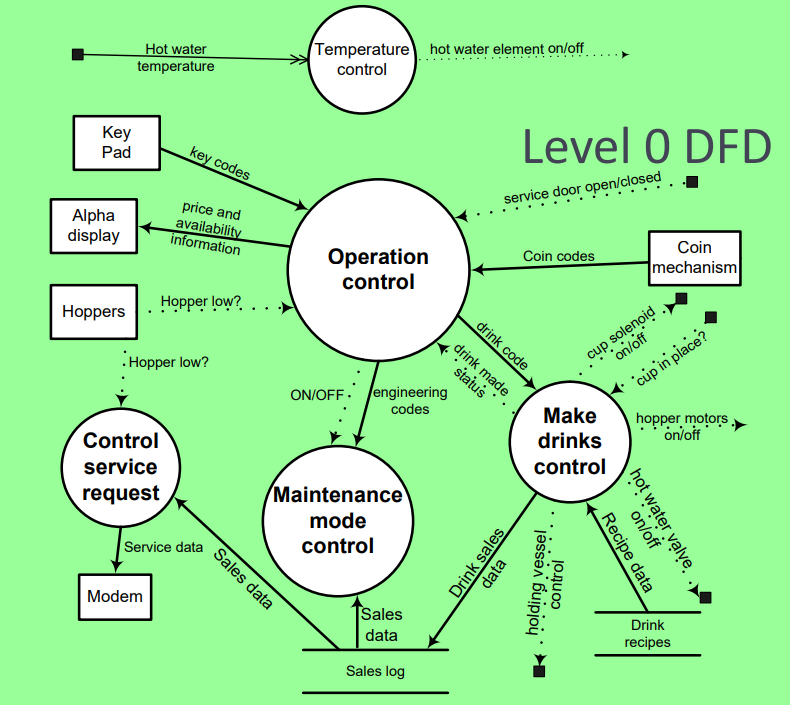 Hot water
temperature
Temperature
control
hot water element on/off
Level 0 DFD
Key
Pad
key codes
service door open/closed
Alpha
display
price and
availability
information
Operation
control
Coin codes
Coin
mechanism
Hoppers
Hopper low?
cup solenoid
on/off
cup in place?
drink code
drink made
status
Hopper low?
ON/OFF
engineering
codes
Make
drinks
control
hopper motors
on/off
Control
service
request
Maintenance
mode
control
hot water valve
on/off
Recipe data
Drink sales
data
holding vessel
control
Service data
Sales data
Modem
Sales
data
Drink
recipes
Sales log